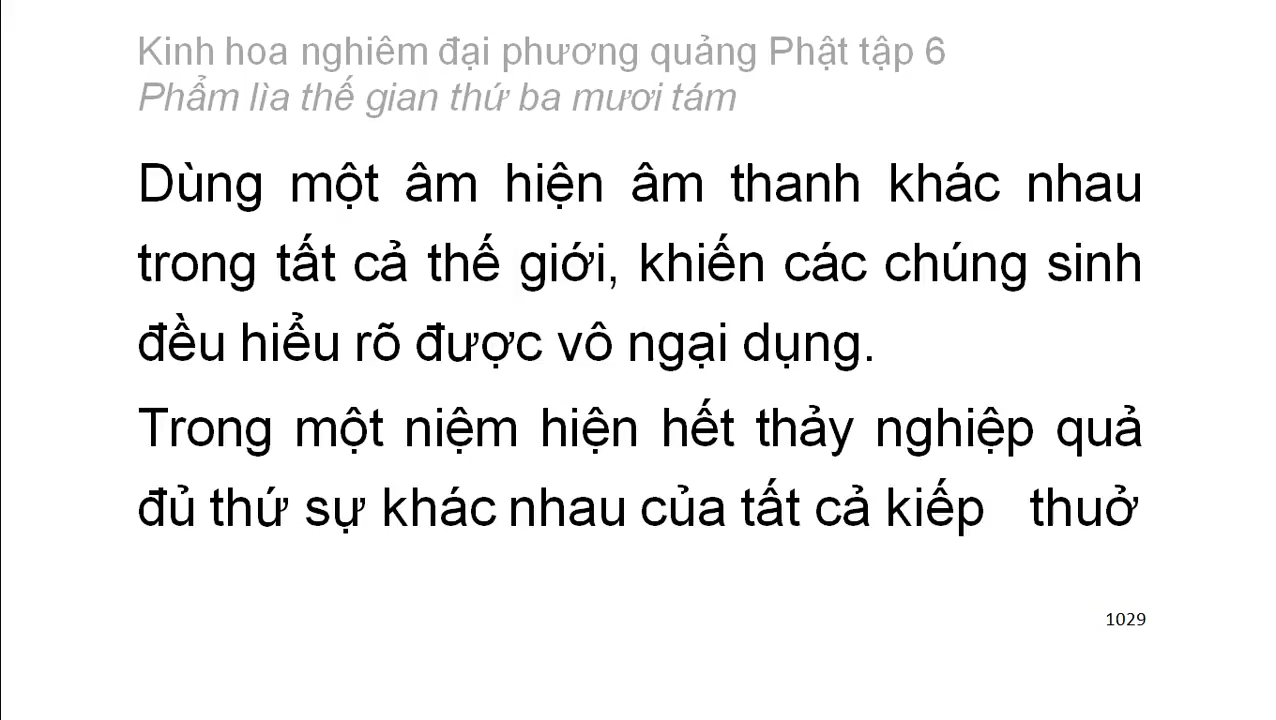 Kinh hoa nghiêm đại phương quảng Phật tập 6
Phẩm lìa thế gian thứ ba mươi tám
Dùng một âm hiện âm thanh khác nhau
trong tất cả thế giới, khiến các chúng sinh
đều hiểu rõ được vô ngại dụng.
Trong một niệm hiện hết thảy nghiệp quả
đủ thứ sự khác nhau của tất cả kiếp thuở
1029